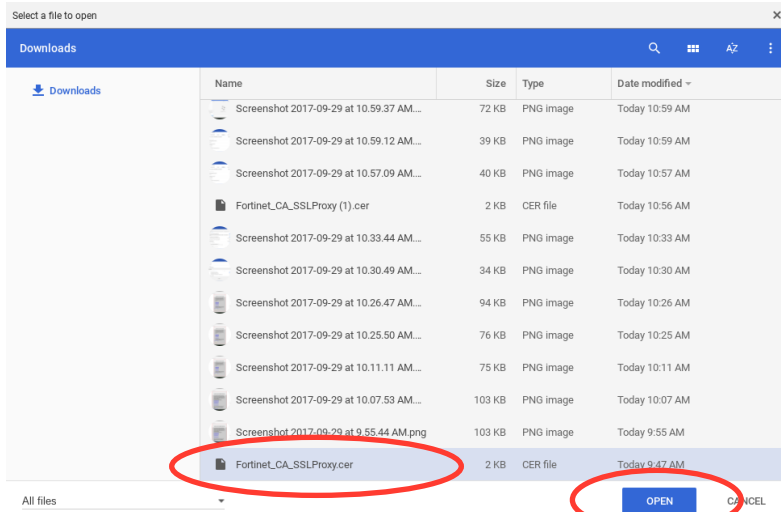 Select a file to open
Downloads
AZ
Downloads
Name Size Type Date modified
Screenshot 2017-09-29 at 10.59.37 AM.... 72 KB PNG image Today 10:59 AM
Screenshot 2017-09-29 at 10.59.12 AM.... 39 KB PNG image Today 10:59 AM
Screenshot 2017-09-29 at 10.57.09 AM.... 40 KB PNG image Today 10:57 AM
Fortinet_CA_SSLProxy (1).cer 2 KB CER file Today 10:56 AM
Screenshot 2017-09-29 at 10.33.44 AM.... 55 KB PNG image Today 10:33 AM
Screenshot 2017-09-29 at 10.30.49 AM.... 34 KB PNG image Today 10:30 AM
Screenshot 2017-09-29 at 10.26.47 AM.... 94 KB PNG image Today 10:26 AM
Screenshot 2017-09-29 at 10.25.50 AM.... 76 KB PNG image Today 10:25 AM
Screenshot 2017-09-29 at 10.11.11 AM.... 75 KB PNG image Today 10:11 AM
Screenshot 2017-09-29 at 10.07.53 AM.... 103 KB PNG image Today 10:07 AM
Screenshot 2017-09-29 at 9.55.44 AM.png 103 KB PNG image Today 9:55 AM
Fortinet_CA_SSLProxy.cer 2 KB CER file Today 9:47 AM
All files OPEN CANCEL